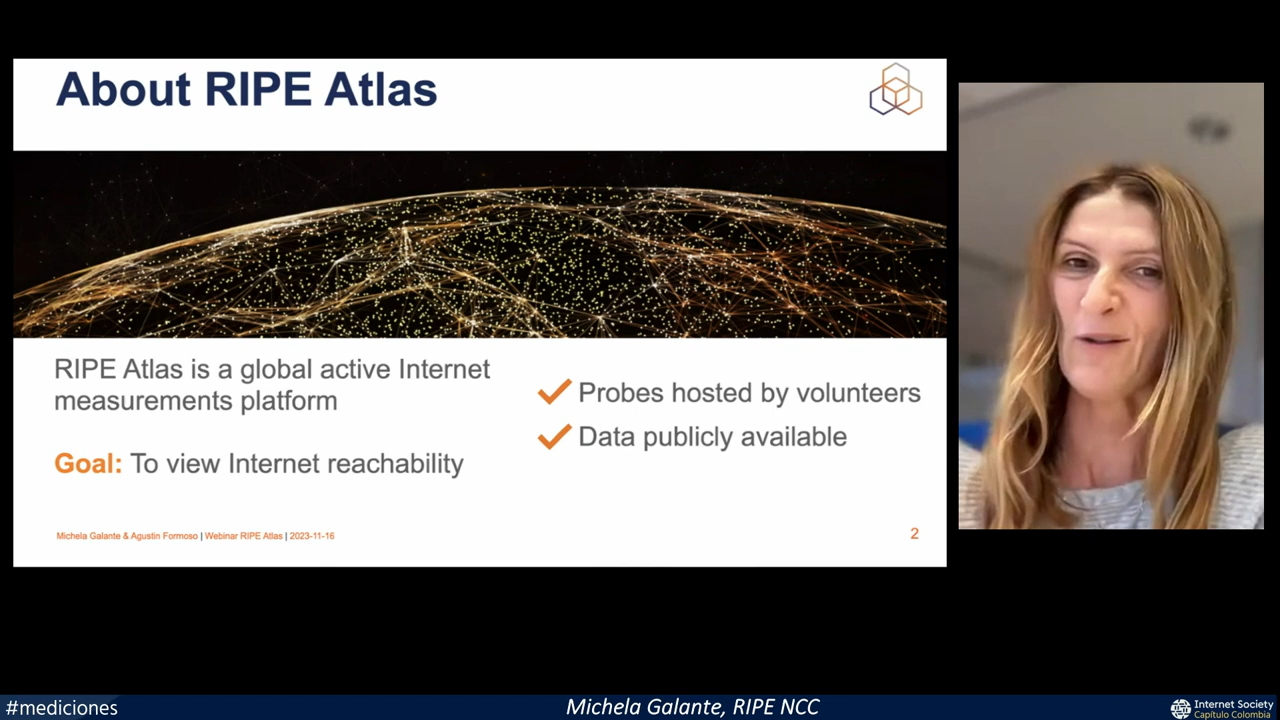 About RIPE Atlas
RIPE Atlas is a global active Internet
measurements platform
Goal: To view Internet reachability
Probes hosted by volunteers
Data publicly available
Michela Galante & Agustin Formoso | Webinar RIPE Atlas | 2023-11-16
2
#mediciones
Michela Galante, RIPE NCC
Internet Society
Capítulo Colombia